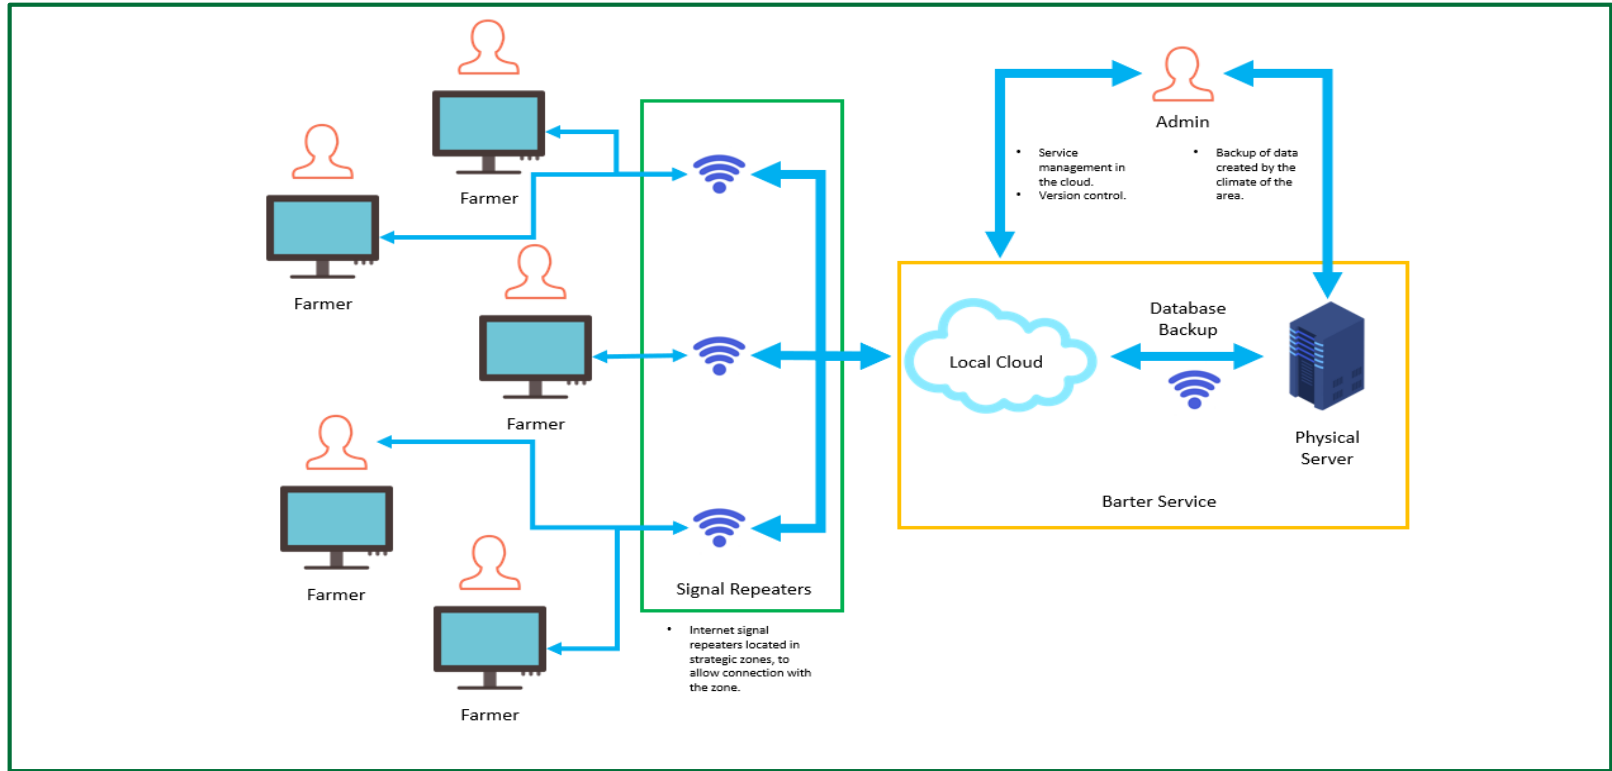 Farmer
Farmer
Farmer
Farmer
Farmer
Signal Repeaters
• Internet signal
repeaters located in
strategic zones, to
allow connection with
the zone.
Admin
• Service
management in
the cloud.
• Version control.
• Backup of data
created by the
climate of the
area.
Local Cloud
Database
Backup
Physical
Server
Barter Service